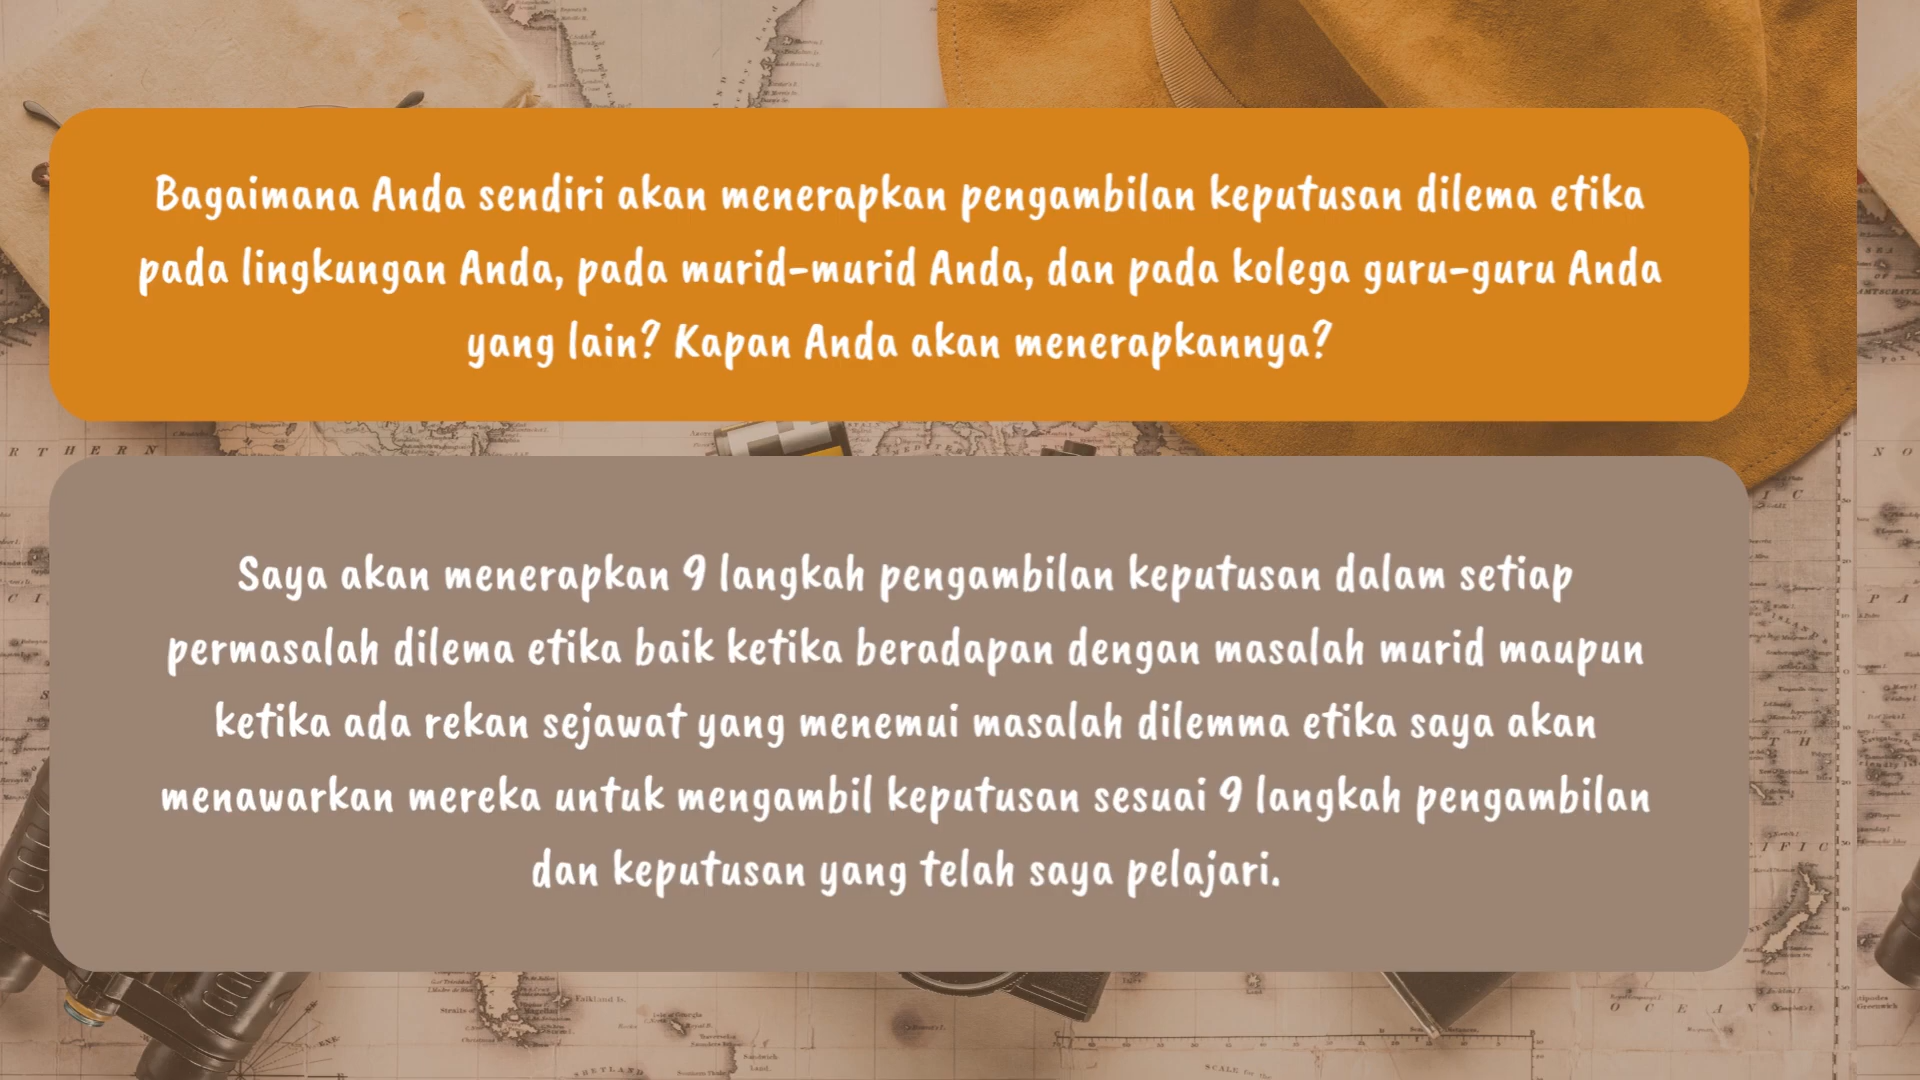 Bagaimana Anda sendiri akan menerapkan pengambilan keputusan dilema etika
pada lingkungan Anda, pada murid-murid Anda, dan pada kolega guru-guru Anda
yang lain? Kapan Anda akan menerapkannya?
Saya akan menerapkan 9 langkah pengambilan keputusan dalam setiap
permasalah dilema etika baik ketika beradapan dengan masalah murid maupun
ketika ada rekan sejawat yang menemui masalah dilemma etika saya akan
menawarkan mereka untuk mengambil keputusan sesuai 9 langkah pengambilan
dan keputusan yang telah saya pelajari.